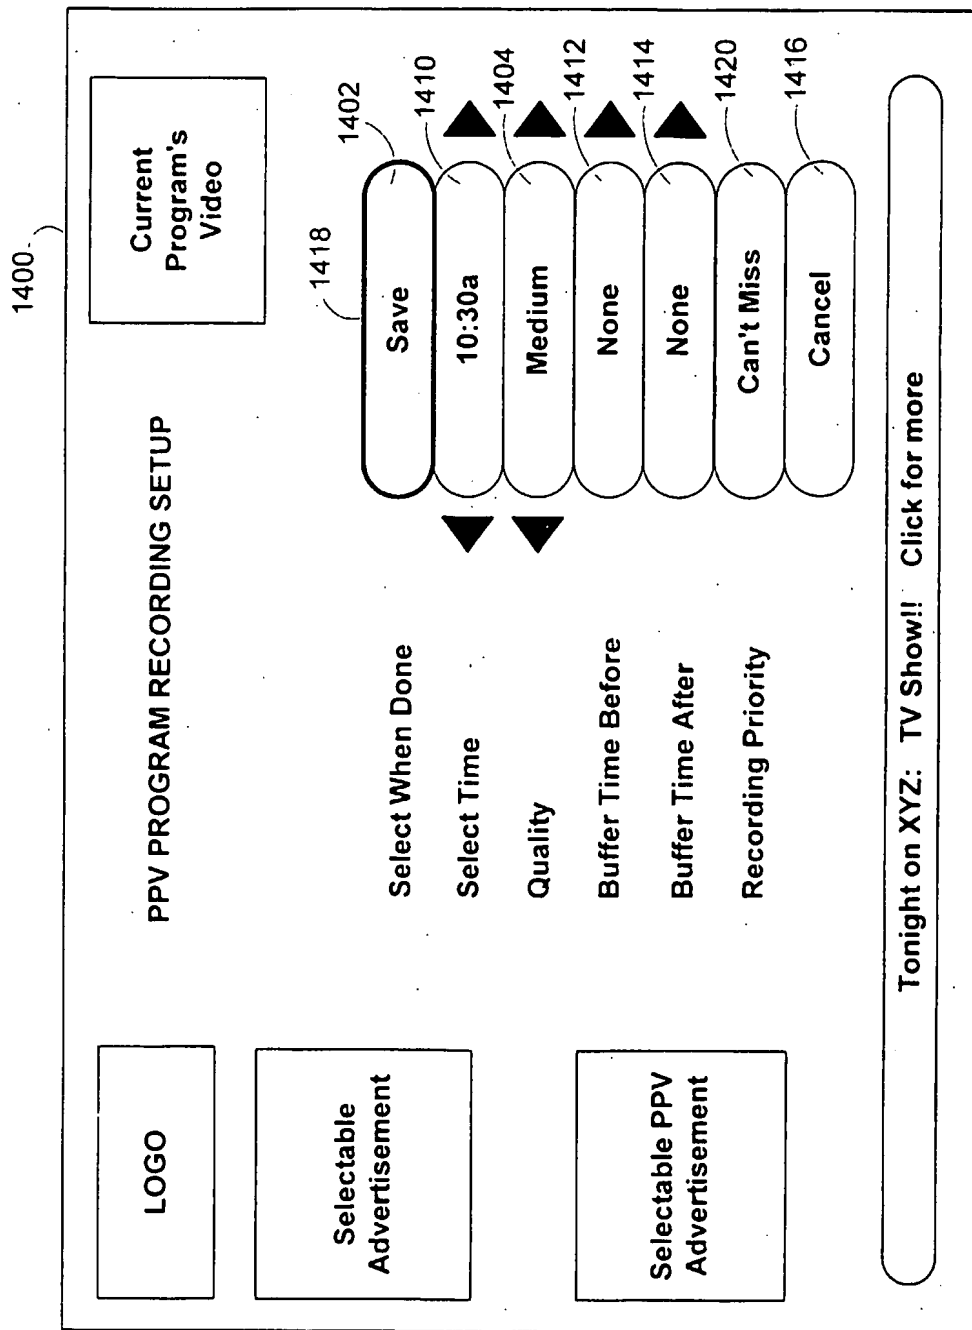 1400
LOGO
PPV PROGRAM RECORDING SETUP
Current
Program's
Video
Selectable
Advertisement
Selectable PPV
Advertisement
1418
1402
Select When Done
Save
1410
Select Time
10:30a
1404
Quality
Medium
1412
Buffer Time Before
None
1414
Buffer Time After
None
1420
Recording Priority
Can't Miss
1416
Cancel
Tonight on XYZ: TV Show!! Click for more